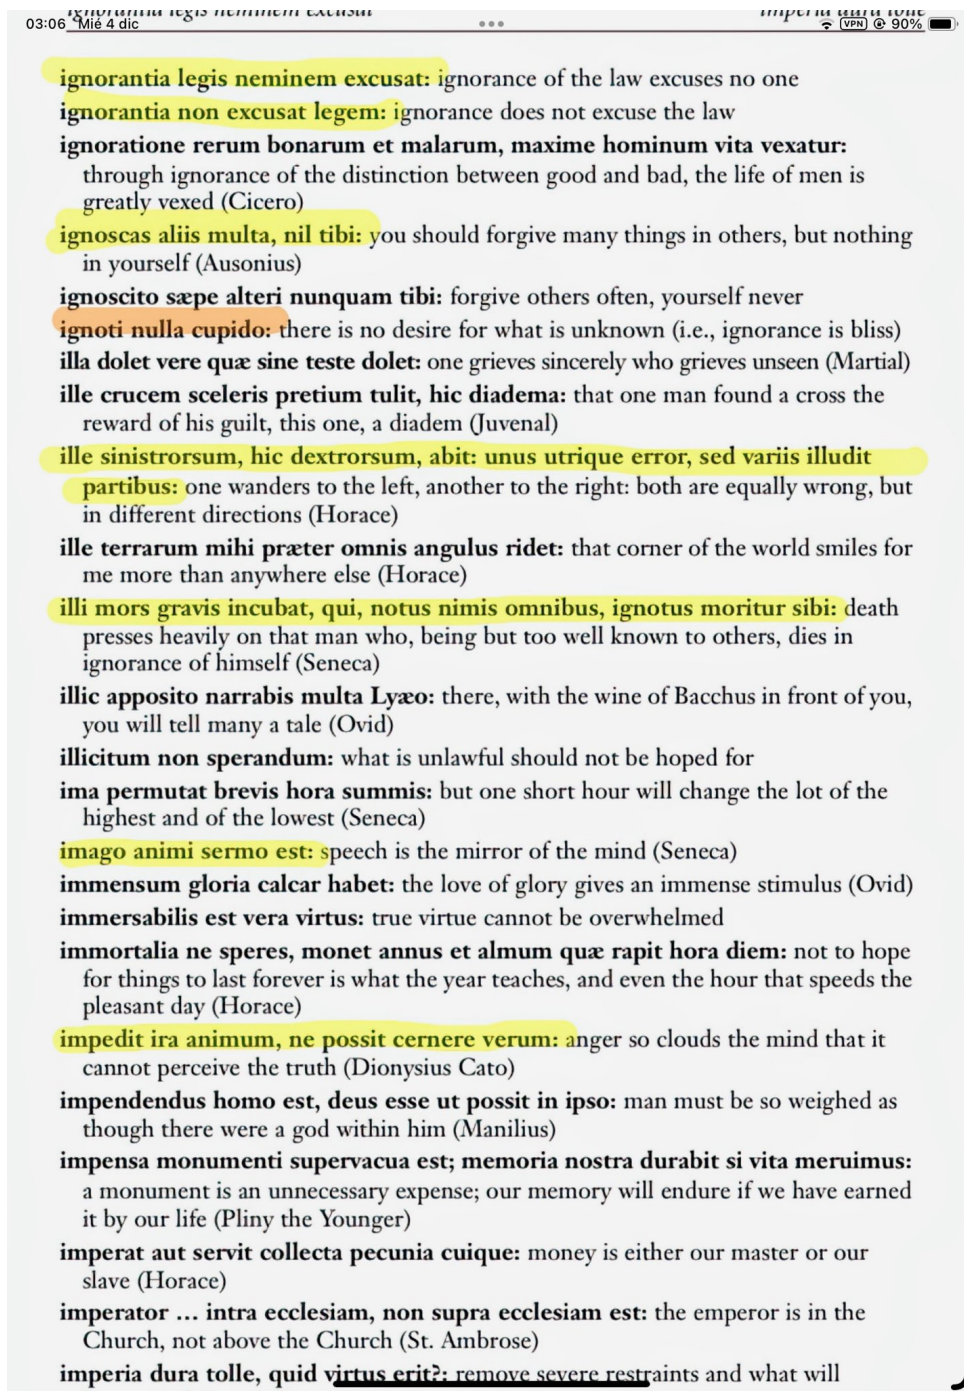 ignorantia legis neminem excusat
03:06 Mié 4 dic
VPN
90%
ignorantia legis neminem excusat: ignorance of the law excuses no one
ignorantia non excusat legem: ignorance does not excuse the law
ignoratione rerum bonarum et malarum, maxime hominum vita vexatur:
through ignorance of the distinction between good and bad, the life of men is
greatly vexed (Cicero)
ignoscas aliis multa, nil tibi: you should forgive many things in others, but nothing
in yourself (Ausonius)
ignoscito sæpe alteri nunquam tibi: forgive others often, yourself never
ignoti nulla cupido: there is no desire for what is unknown (i.e., ignorance is bliss)
illa dolet vere quæ sine teste dolet: one grieves sincerely who grieves unseen (Martial)
ille crucem sceleris pretium tulit, hic diadema: that one man found a cross the
reward of his guilt, this one, a diadem (Juvenal)
ille sinistrorsum, hic dextrorsum, abit: unus utrique error, sed variis illudit
partibus: one wanders to the left, another to the right: both are equally wrong, but
in different directions (Horace)
ille terrarum mihi præter omnis angulus ridet: that corner of the world smiles for
me more than anywhere else (Horace)
illi mors gravis incubat, qui, notus nimis omnibus, ignotus moritur sibi: death
presses heavily on that man who, being but too well known to others, dies in
ignorance of himself (Seneca)
illic apposito narrabis multa Lyæo: there, with the wine of Bacchus in front of you,
you will tell many a tale (Ovid)
illicitum non sperandum: what is unlawful should not be hoped for
ima permutat brevis hora summis: but one short hour will change the lot of the
highest and of the lowest (Seneca)
imago animi sermo est: speech is the mirror of the mind (Seneca)
immensum gloria calcar habet: the love of glory gives an immense stimulus (Ovid)
immersabilis est vera virtus: true virtue cannot be overwhelmed
immortalia ne speres, monet annus et almum quæ rapit hora diem: not to hope
for things to last forever is what the year teaches, and even the hour that speeds the
pleasant day (Horace)
impedit ira animum, ne possit cernere verum: anger so clouds the mind that it
cannot perceive the truth (Dionysius Cato)
impendendus homo est, deus esse ut possit in ipso: man must be so weighed as
though there were a god within him (Manilius)
impensa monumenti supervacua est; memoria nostra durabit si vita meruimus:
a monument is an unnecessary expense; our memory will endure if we have earned
it by our life (Pliny the Younger)
imperat aut servit collecta pecunia cuique: money is either our master or our
slave (Horace)
imperator ... intra ecclesiam, non supra ecclesiam est: the emperor is in the
Church, not above the Church (St. Ambrose)
imperia dura tolle, quid virtus erit?: remove severe restraints and what will